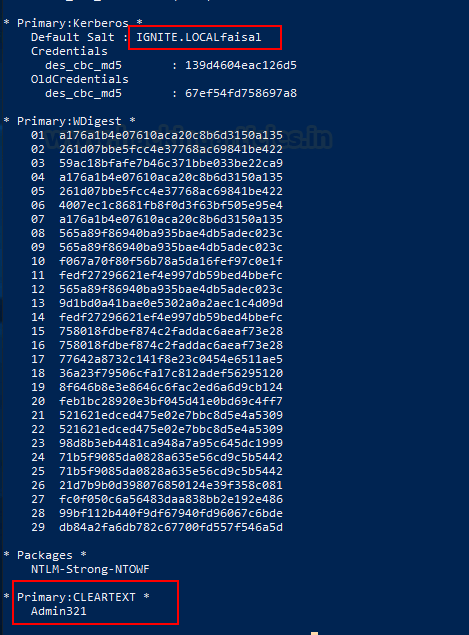 * Primary:Kerberos *
Default Salt : IGNITE.LOCALfaisal
Credentials
des_cbc_md5 : 139d4604eac126d5
OldCredentials
des_cbc_md5 : 67ef54fd758697a8
* Primary:WDigest *
01 a176a1b4e07610aca20c8b6d3150a135
02 261d07bbe5fcc4e37768ac69841be422
03 59ac18bfafe7b46c371bbe033be22ca9
04 a176a1b4e07610aca20c8b6d3150a135
05 261d07bbe5fcc4e37768ac69841be422
06 4007ec1c8681fb8f0d3f63bf505e95e4
07 a176a1b4e07610aca20c8b6d3150a135
08 565a89f86940ba935bae4db5adec023c
09 565a89f86940ba935bae4db5adec023c
10 f067a70f80f56b78a5da16fef97c0e1f
11 fedf27296621ef4e997db59bed4bbefc
12 565a89f86940ba935bae4db5adec023c
13 9d1bd0a41bae0e5302a0a2aec1c4d09d
14 fedf27296621ef4e997db59bed4bbefc
15 758018fdbef874c2faddac6aeaf73e28
16 758018fdbef874c2faddac6aeaf73e28
17 77642a8732c141f8e23c0454e6511ae5
18 36a23f79506cfa17c812adef56295120
19 8f646b8e3e8646c6fac2ed6a6d9cb124
20 feb1bc28920e3bf045d41e0bd69c4ff7
21 521621edced475e02e7bbc8d5e4a5309
22 521621edced475e02e7bbc8d5e4a5309
23 98d8b3eb4481ca948a7a95c645dc1999
24 71b5f9085da0828a635e56cd9c5b5442
25 71b5f9085da0828a635e56cd9c5b5442
26 21d7b9b0d398076850124e39f358c081
27 fc0f050c6a56483daa838bb2e192e486
28 99bf112b440f9df67940fd96067c6bde
29 db84a2fa6db782c67700fd557f546a5d
* Packages *
NTLM-Strong-NTOWF
* Primary:CLEARTEXT *
Admin321